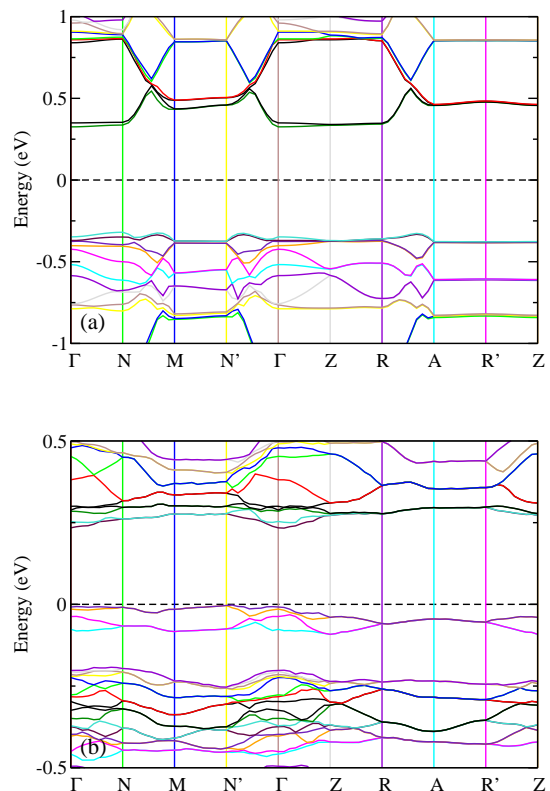 1
0.5
0
-0.5
-1
Energy (eV)
(a)
Γ N M N' Γ Z R A R' Z
0.5
0
-0.5
Energy (eV)
(b)
Γ N M N' Γ Z R A R' Z